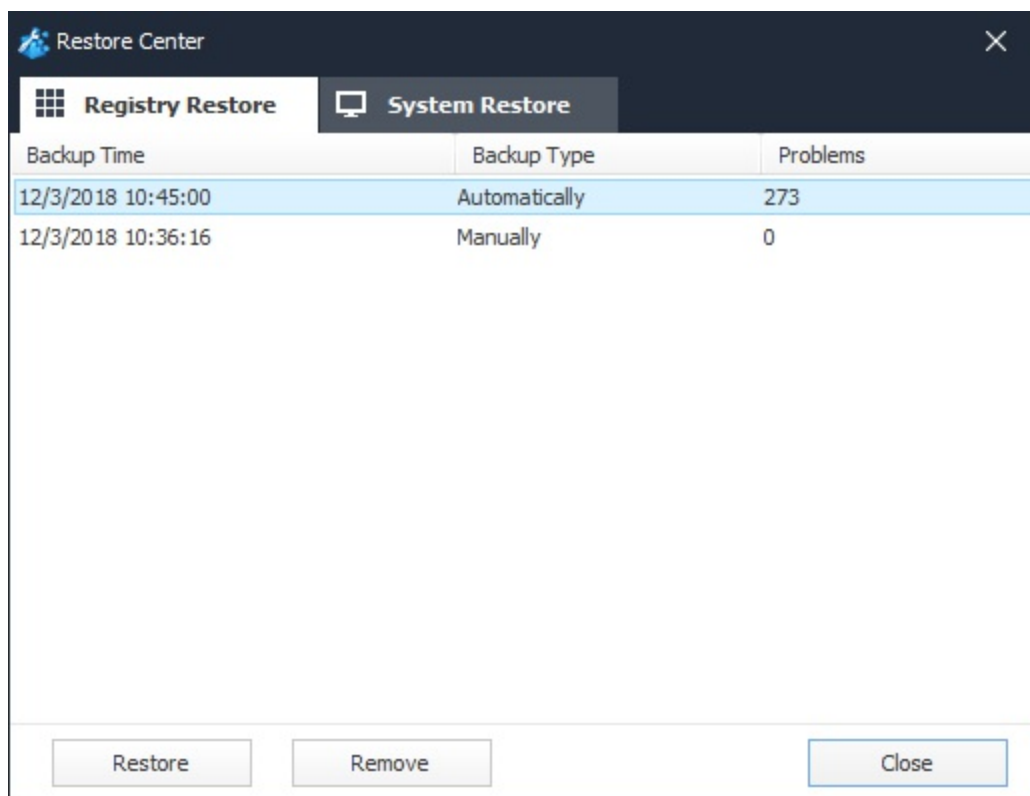 Restore Center
Registry Restore System Restore
Backup Time Backup Type Problems
12/3/2018 10:45:00 Automatically 273
12/3/2018 10:36:16 Manually 0
Restore Remove Close